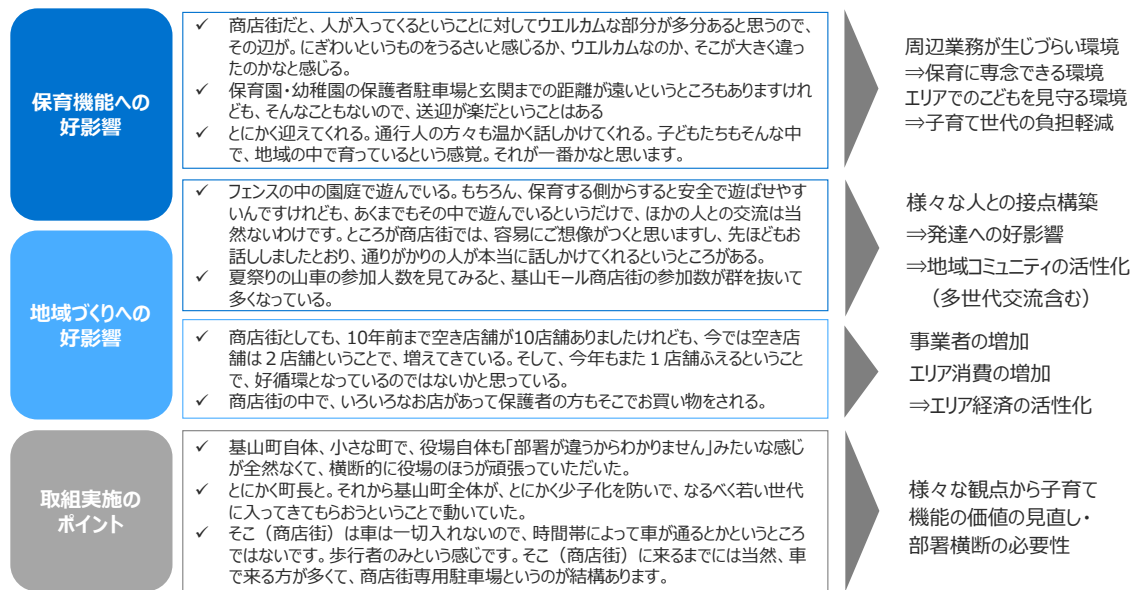 保育機能への
好影響
✓ 商店街だと、人が入ってくるということに対してウエルカムな部分が多分あると思うので、
その辺が。にぎわいというものをうるさいと感じるか、ウエルカムなのか、そこが大きく違っ
たのかなと感じる。
✓ 保育園・幼稚園の保護者駐車場と玄関までの距離が遠いというところもありますけれ
ども、そんなこともないので、送迎が楽だということはある
✓ とにかく迎えてくれる。通行人の方々も温かく話しかけてくれる。子どもたちもそんな中
で、地域の中で育っているという感覚。それが一番かなと思います。
周辺業務が生じづらい環境
⇒保育に専念できる環境
エリアでのこどもを見守る環境
⇒子育て世代の負担軽減
✓ フェンスの中の園庭で遊んでいる。もちろん、保育する側からすると安全で遊ばせやす
いんですけれども、あくまでもその中で遊んでいるというだけで、ほかの人との交流は当
然ないわけです。ところが商店街では、容易にご想像がつくと思いますし、先ほどもお
話ししましたとおり、通りがかりの人が本当に話しかけてくれるというところがある。
✓ 夏祭りの山車の参加人数を見てみると、基山モール商店街の参加数が群を抜いて
多くなっている。
様々な人との接点構築
⇒発達への好影響
⇒地域コミュニティの活性化
（多世代交流含む）
地域づくりへの
好影響
✓ 商店街としても、10年前まで空き店舗が10店舗ありましたけれども、今では空き店
舗は２店舗ということで、増えてきている。そして、今年もまた１店舗ふえるということ
で、好循環となっているのではないかと思っている。
✓ 商店街の中で、いろいろなお店があって保護者の方もそこでお買い物をされる。
事業者の増加
エリア消費の増加
⇒エリア経済の活性化
取組実施の
ポイント
✓ 基山町自体、小さな町で、役場自体も「部署が違うからわかりません」みたいな感じ
が全然なくて、横断的に役場のほうが頑張っていただいた。
✓ とにかく町長と。それから基山町全体が、とにかく少子化を防いで、なるべく若い世代
に入ってきてもらおうということで動いていた。
✓ そこ（商店街）は車は一切入れないので、時間帯によって車が通るとかというところ
ではないです。歩行者のみという感じです。そこ（商店街）に来るまでには当然、車
で来る方が多くて、商店街専用駐車場というのが結構あります。
様々な観点から子育て
機能の価値の見直し・
部署横断の必要性